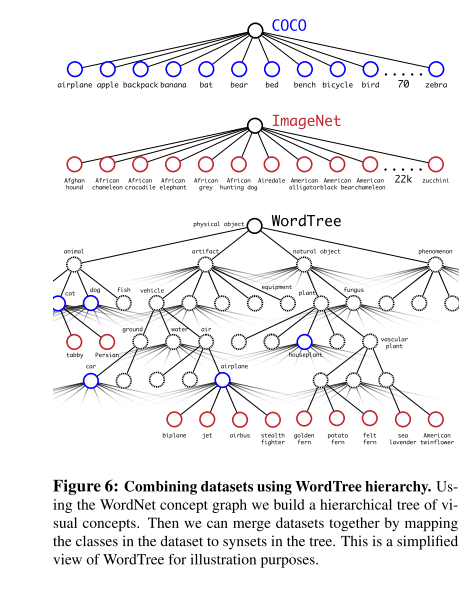 COCO
airplane apple backpack banana bat bear bed bench bicycle bird 70 zebra
ImageNet
Afghan hound African chameleon African crocodile African elephant African grey African hunting dog Airedale American alligator American black bear American chameleon 22k zucchini
WordTree
physical object
animal artifact natural object phenomenon
cat dog fish vehicle equipment plant fungus
ground water air vascular plant
tabby Persian houseplant
car airplane
biplane jet airbus stealth fighter golden fern potato fern felt fern sea lavender American twinflower
Figure 6: Combining datasets using WordTree hierarchy. Us-
ing the WordNet concept graph we build a hierarchical tree of vi-
sual concepts. Then we can merge datasets together by mapping
the classes in the dataset to synsets in the tree. This is a simplified
view of WordTree for illustration purposes.